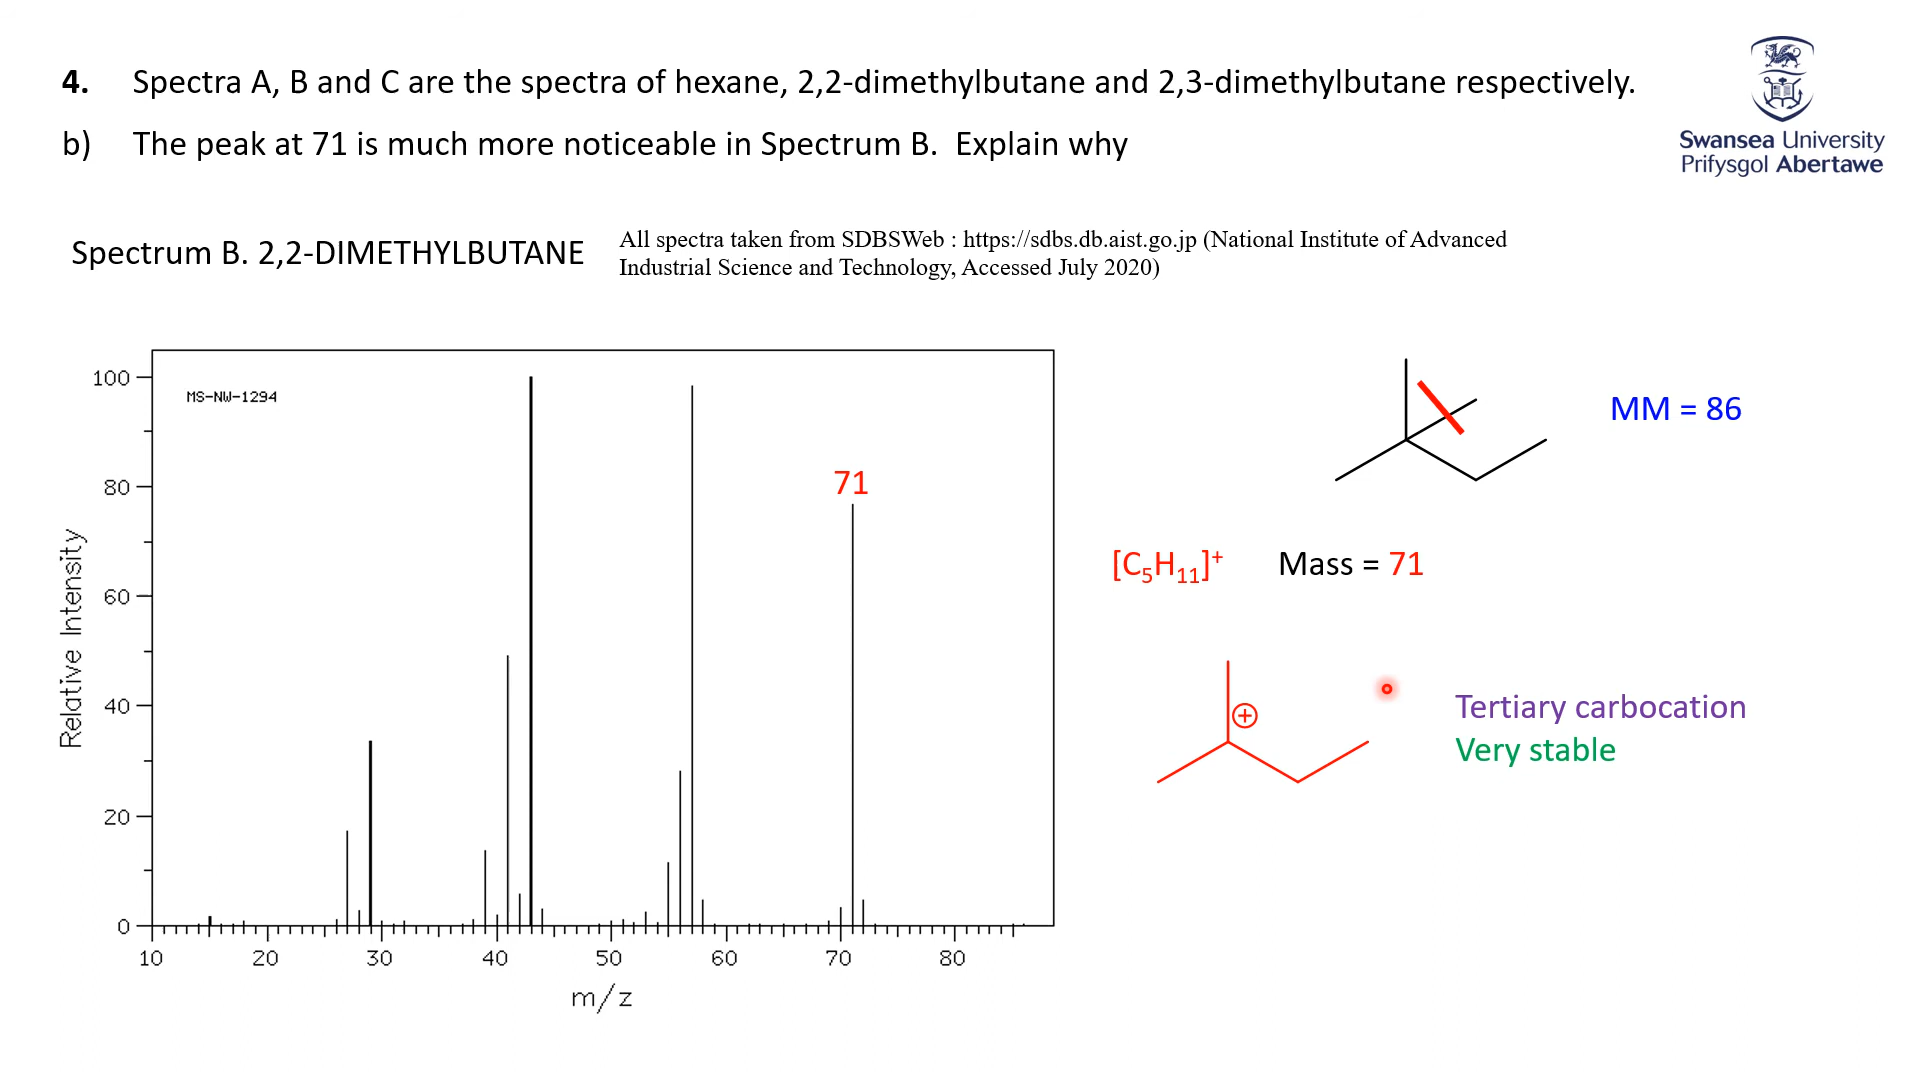 4. Spectra A, B and C are the spectra of hexane, 2,2-dimethylbutane and 2,3-dimethylbutane respectively.
b) The peak at 71 is much more noticeable in Spectrum B. Explain why
Swansea University
Prifysgol Abertawe
Spectrum B. 2,2-DIMETHYLBUTANE
All spectra taken from SDBSWeb : https://sdbs.db.aist.go.jp (National Institute of Advanced
Industrial Science and Technology, Accessed July 2020)
MS-NW-1294
100
80
60
40
20
0
Relative Intensity
10 20 30 40 50 60 70 80
m/z
71
MM = 86
[C₅H₁₁]⁺ Mass = 71
+
Tertiary carbocation
Very stable